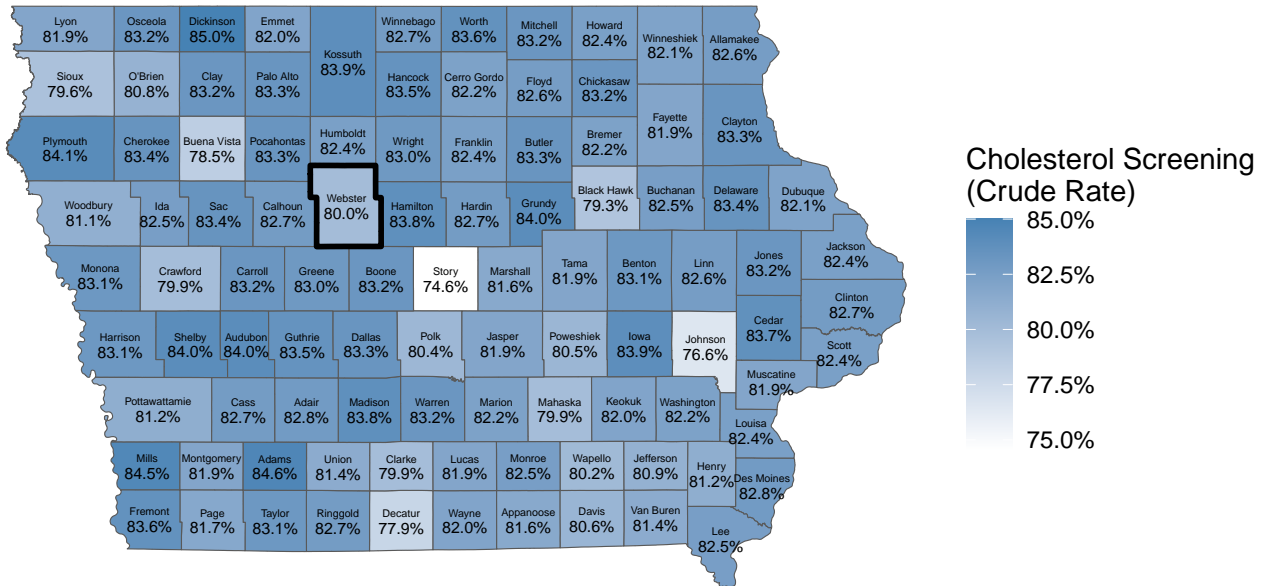 Lyon
81.9%
Osceola
83.2%
Dickinson
85.0%
Emmet
82.0%
Kossuth
83.9%
Winnebago
82.7%
Worth
83.6%
Mitchell
83.2%
Howard
82.4%
Winneshiek
82.1%
Allamakee
82.6%
Sioux
79.6%
O'Brien
80.8%
Clay
83.2%
Palo Alto
83.3%
Hancock
83.5%
Cerro Gordo
82.2%
Floyd
82.6%
Chickasaw
83.2%
Fayette
81.9%
Clayton
83.3%
Plymouth
84.1%
Cherokee
83.4%
Buena Vista
78.5%
Pocahontas
83.3%
Humboldt
82.4%
Wright
83.0%
Franklin
82.4%
Butler
83.3%
Bremer
82.2%
Woodbury
81.1%
Ida
82.5%
Sac
83.4%
Calhoun
82.7%
Webster
80.0%
Hamilton
83.8%
Hardin
82.7%
Grundy
84.0%
Black Hawk
79.3%
Buchanan
82.5%
Delaware
83.4%
Dubuque
82.1%
Monona
83.1%
Crawford
79.9%
Carroll
83.2%
Greene
83.0%
Boone
83.2%
Story
74.6%
Marshall
81.6%
Tama
81.9%
Benton
83.1%
Linn
82.6%
Jones
83.2%
Jackson
82.4%
Clinton
82.7%
Harrison
83.1%
Shelby
84.0%
Audubon
84.0%
Guthrie
83.5%
Dallas
83.3%
Polk
80.4%
Jasper
81.9%
Poweshiek
80.5%
Iowa
83.9%
Johnson
76.6%
Cedar
83.7%
Scott
82.4%
Muscatine
81.9%
Pottawattamie
81.2%
Cass
82.7%
Adair
82.8%
Madison
83.8%
Warren
83.2%
Marion
82.2%
Mahaska
79.9%
Keokuk
82.0%
Washington
82.2%
Louisa
82.4%
Mills
84.5%
Montgomery
81.9%
Adams
84.6%
Union
81.4%
Clarke
79.9%
Lucas
81.9%
Monroe
82.5%
Wapello
80.2%
Jefferson
80.9%
Henry
81.2%
Des Moines
82.8%
Fremont
83.6%
Page
81.7%
Taylor
83.1%
Ringgold
82.7%
Decatur
77.9%
Wayne
82.0%
Appanoose
81.6%
Davis
80.6%
Van Buren
81.4%
Lee
82.5%
Cholesterol Screening
(Crude Rate)
85.0%
82.5%
80.0%
77.5%
75.0%